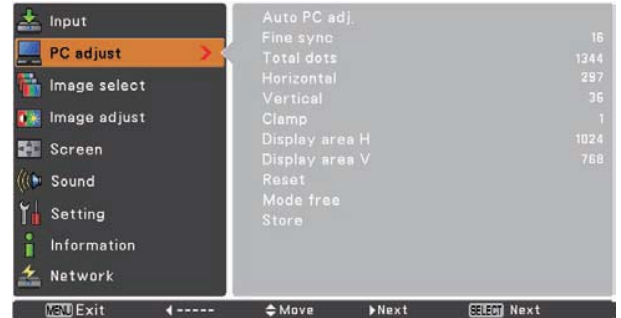 Input
PC adjust
Image select
Image adjust
Screen
Sound
Setting
Information
Network
Auto PC adj.
Fine sync 16
Total dots 1344
Horizontal 297
Vertical 36
Clamp 1
Display area H 1024
Display area V 768
Reset
Mode free
Store
MENU Exit ◀----- Move ▶Next SELECT Next